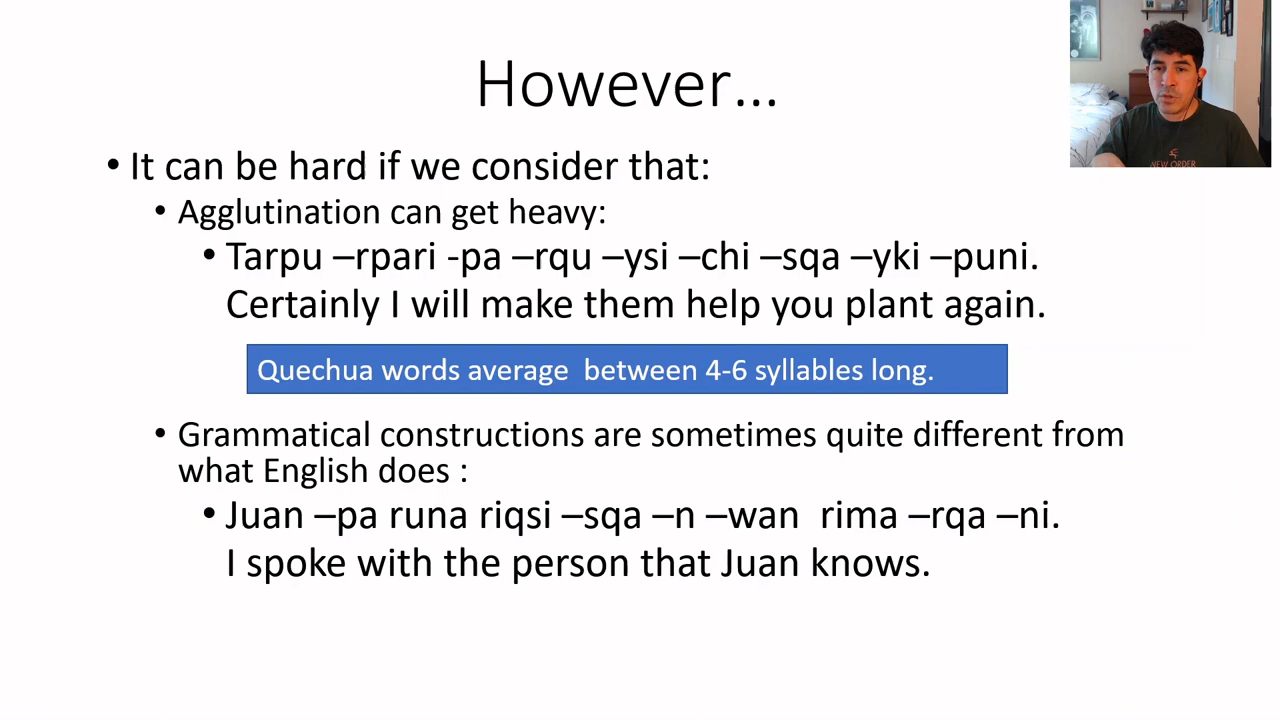 However...
• It can be hard if we consider that:
• Agglutination can get heavy:
• Tarpu –rpari -pa –rqu –ysi –chi –sqa –yki –puni.
Certainly I will make them help you plant again.
Quechua words average between 4-6 syllables long.
• Grammatical constructions are sometimes quite different from
what English does :
• Juan –pa runa riqsi –sqa –n –wan rima –rqa –ni.
I spoke with the person that Juan knows.
NEW ORDER